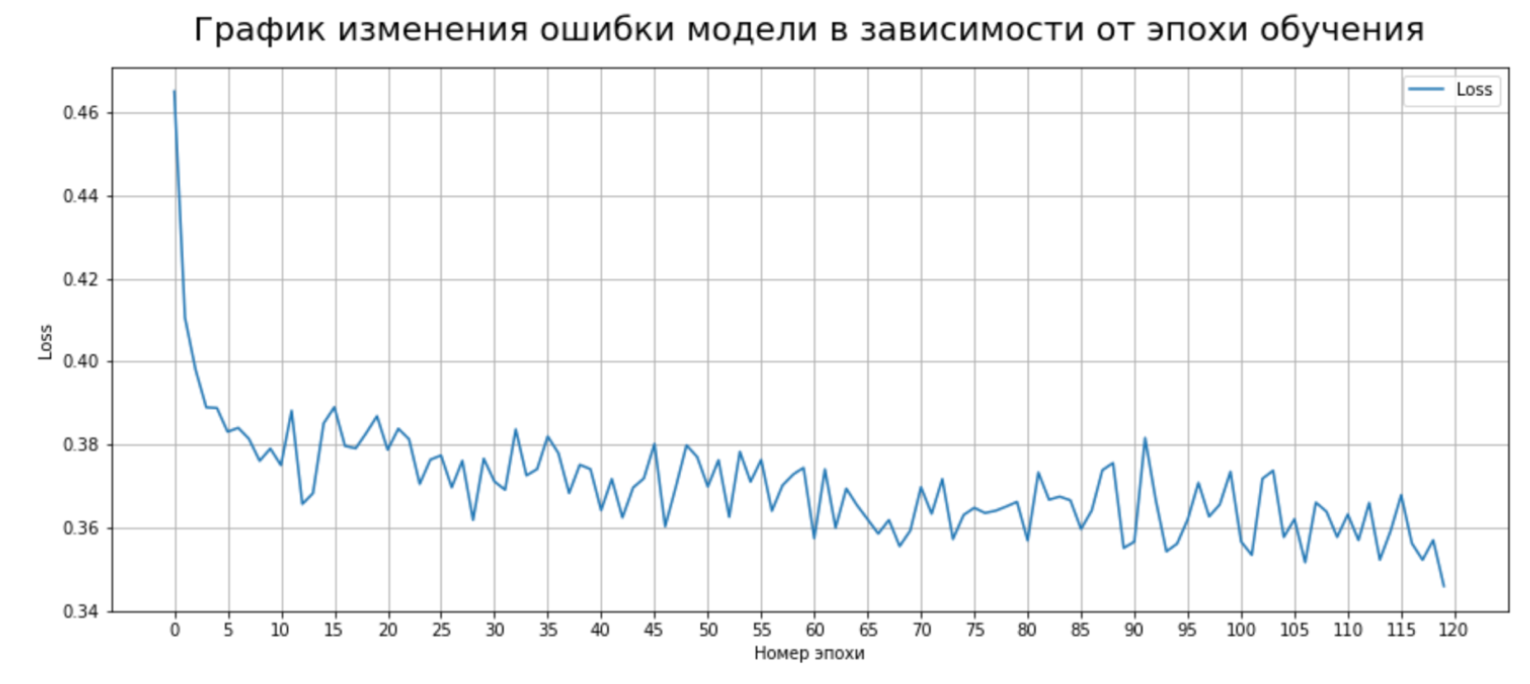 График изменения ошибки модели в зависимости от эпохи обучения
Loss
0.46
0.44
0.42
0.40
0.38
0.36
0.34
Loss
0 5 10 15 20 25 30 35 40 45 50 55 60 65 70 75 80 85 90 95 100 105 110 115 120
Номер эпохи